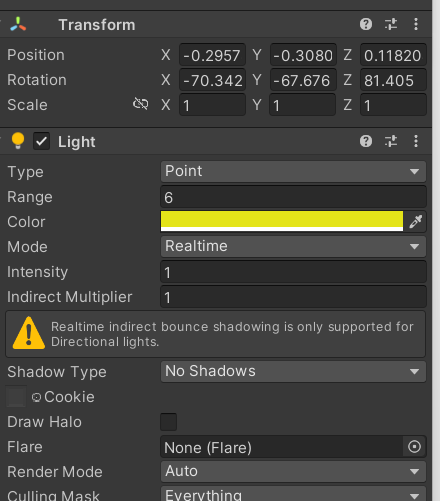 Transform
Position X -0.2957 Y -0.3080 Z 0.11820
Rotation X -70.342 Y -67.676 Z 81.405
Scale X 1 Y 1 Z 1
Light
Type Point
Range 6
Color
Mode Realtime
Intensity 1
Indirect Multiplier 1
Realtime indirect bounce shadowing is only supported for
Directional lights.
Shadow Type No Shadows
Cookie
Draw Halo
Flare None (Flare)
Render Mode Auto
Culling Mask Everything